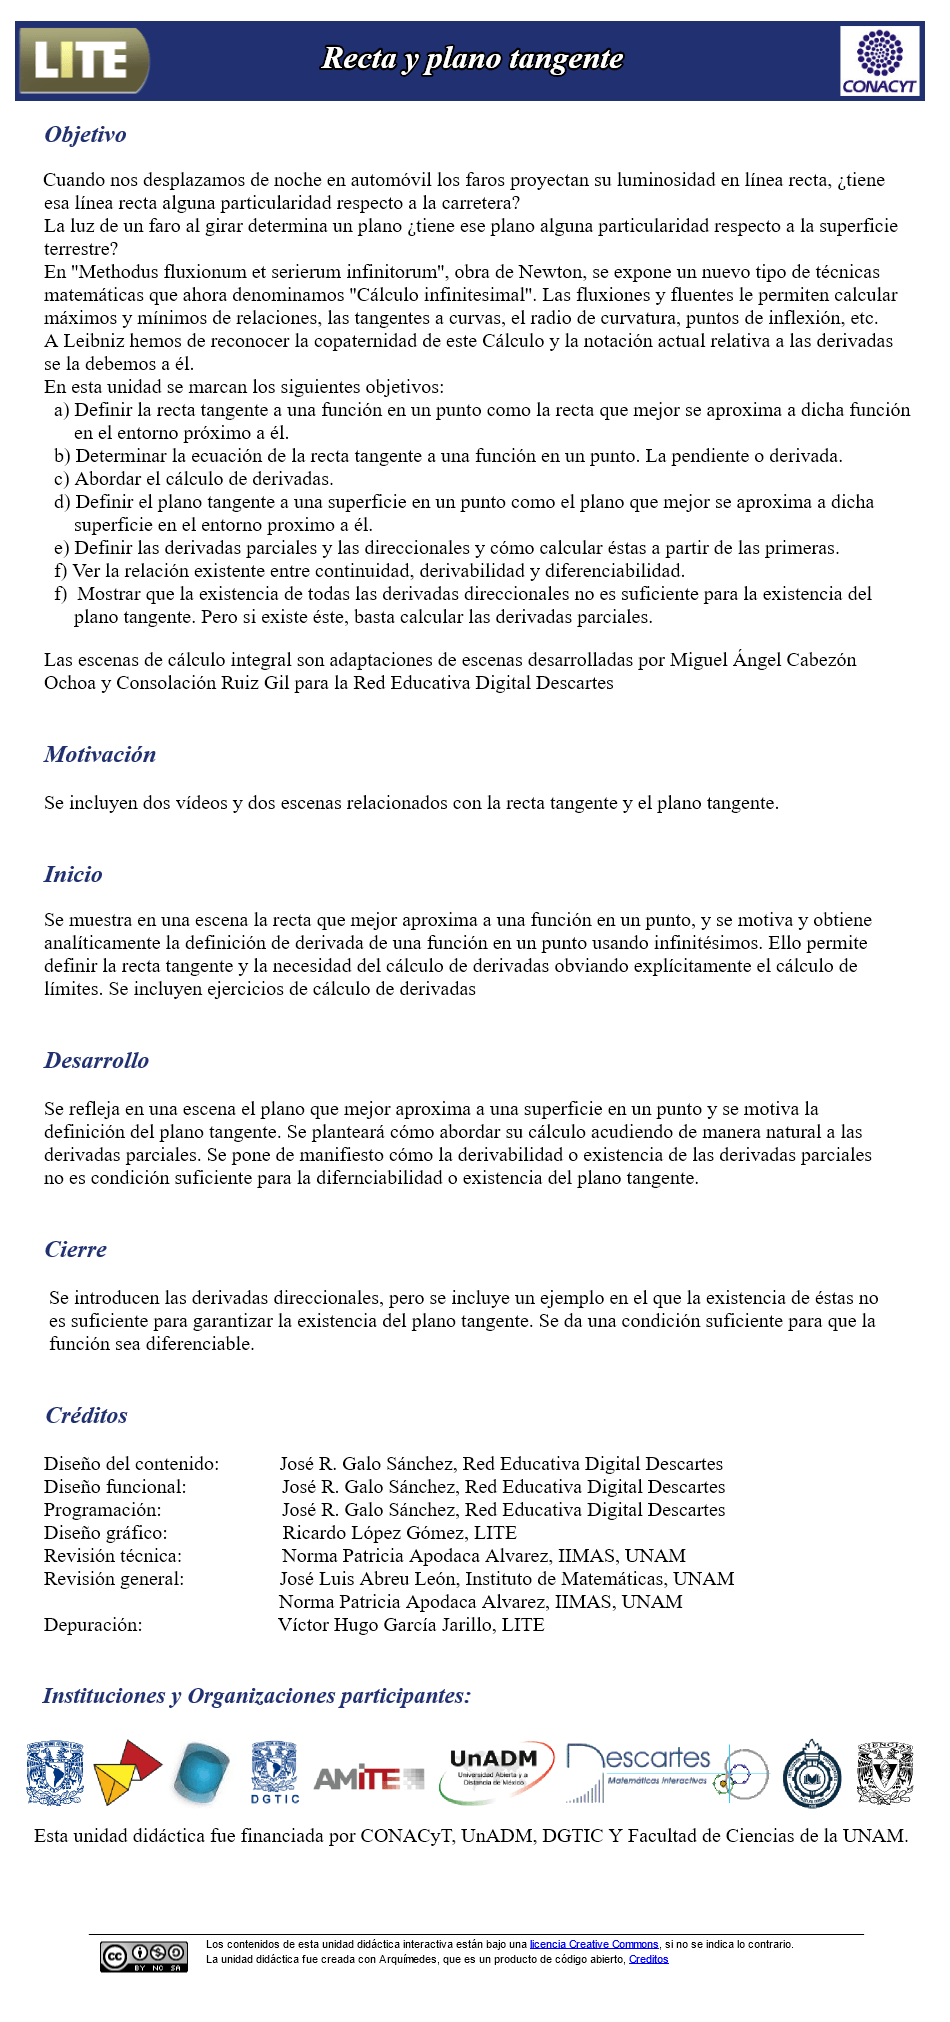 LITE
Recta y plano tangente
CONACYT
Objetivo
Cuando nos desplazamos de noche en automóvil los faros proyectan su luminosidad en línea recta, ¿tiene
esa línea recta alguna particularidad respecto a la carretera?
La luz de un faro al girar determina un plano ¿tiene ese plano alguna particularidad respecto a la superficie
terrestre?
En "Methodus fluxionum et serierum infinitorum", obra de Newton, se expone un nuevo tipo de técnicas
matemáticas que ahora denominamos "Cálculo infinitesimal". Las fluxiones y fluentes le permiten calcular
máximos y mínimos de relaciones, las tangentes a curvas, el radio de curvatura, puntos de inflexión, etc.
A Leibniz hemos de reconocer la copaternidad de este Cálculo y la notación actual relativa a las derivadas
se la debemos a él.
En esta unidad se marcan los siguientes objetivos:
a) Definir la recta tangente a una función en un punto como la recta que mejor se aproxima a dicha función
en el entorno próximo a él.
b) Determinar la ecuación de la recta tangente a una función en un punto. La pendiente o derivada.
c) Abordar el cálculo de derivadas.
d) Definir el plano tangente a una superficie en un punto como el plano que mejor se aproxima a dicha
superficie en el entorno proximo a él.
e) Definir las derivadas parciales y las direccionales y cómo calcular éstas a partir de las primeras.
f) Ver la relación existente entre continuidad, derivabilidad y diferenciabilidad.
f) Mostrar que la existencia de todas las derivadas direccionales no es suficiente para la existencia del
plano tangente. Pero si existe éste, basta calcular las derivadas parciales.
Las escenas de cálculo integral son adaptaciones de escenas desarrolladas por Miguel Ángel Cabezón
Ochoa y Consolación Ruiz Gil para la Red Educativa Digital Descartes
Motivación
Se incluyen dos vídeos y dos escenas relacionados con la recta tangente y el plano tangente.
Inicio
Se muestra en una escena la recta que mejor aproxima a una función en un punto, y se motiva y obtiene
analíticamente la definición de derivada de una función en un punto usando infinitésimos. Ello permite
definir la recta tangente y la necesidad del cálculo de derivadas obviando explícitamente el cálculo de
límites. Se incluyen ejercicios de cálculo de derivadas
Desarrollo
Se refleja en una escena el plano que mejor aproxima a una superficie en un punto y se motiva la
definición del plano tangente. Se planteará cómo abordar su cálculo acudiendo de manera natural a las
derivadas parciales. Se pone de manifiesto cómo la derivabilidad o existencia de las derivadas parciales
no es condición suficiente para la difernciabilidad o existencia del plano tangente.
Cierre
Se introducen las derivadas direccionales, pero se incluye un ejemplo en el que la existencia de éstas no
es suficiente para garantizar la existencia del plano tangente. Se da una condición suficiente para que la
función sea diferenciable.
Créditos
Diseño del contenido: José R. Galo Sánchez, Red Educativa Digital Descartes
Diseño funcional: José R. Galo Sánchez, Red Educativa Digital Descartes
Programación: José R. Galo Sánchez, Red Educativa Digital Descartes
Diseño gráfico: Ricardo López Gómez, LITE
Revisión técnica: Norma Patricia Apodaca Alvarez, IIMAS, UNAM
Revisión general: José Luis Abreu León, Instituto de Matemáticas, UNAM
Norma Patricia Apodaca Alvarez, IIMAS, UNAM
Depuración: Víctor Hugo García Jarillo, LITE
Instituciones y Organizaciones participantes:
DGTIC
AMiTE
UnADM
Universidad Abierta y a
Distancia de México
Descartes
Matemáticas Interactivas
CIENCIAS
Esta unidad didáctica fue financiada por CONACyT, UnADM, DGTIC Y Facultad de Ciencias de la UNAM.
Los contenidos de esta unidad didáctica interactiva están bajo una licencia Creative Commons, si no se indica lo contrario.
La unidad didáctica fue creada con Arquímedes, que es un producto de código abierto, Creditos
cc
BY NC SA